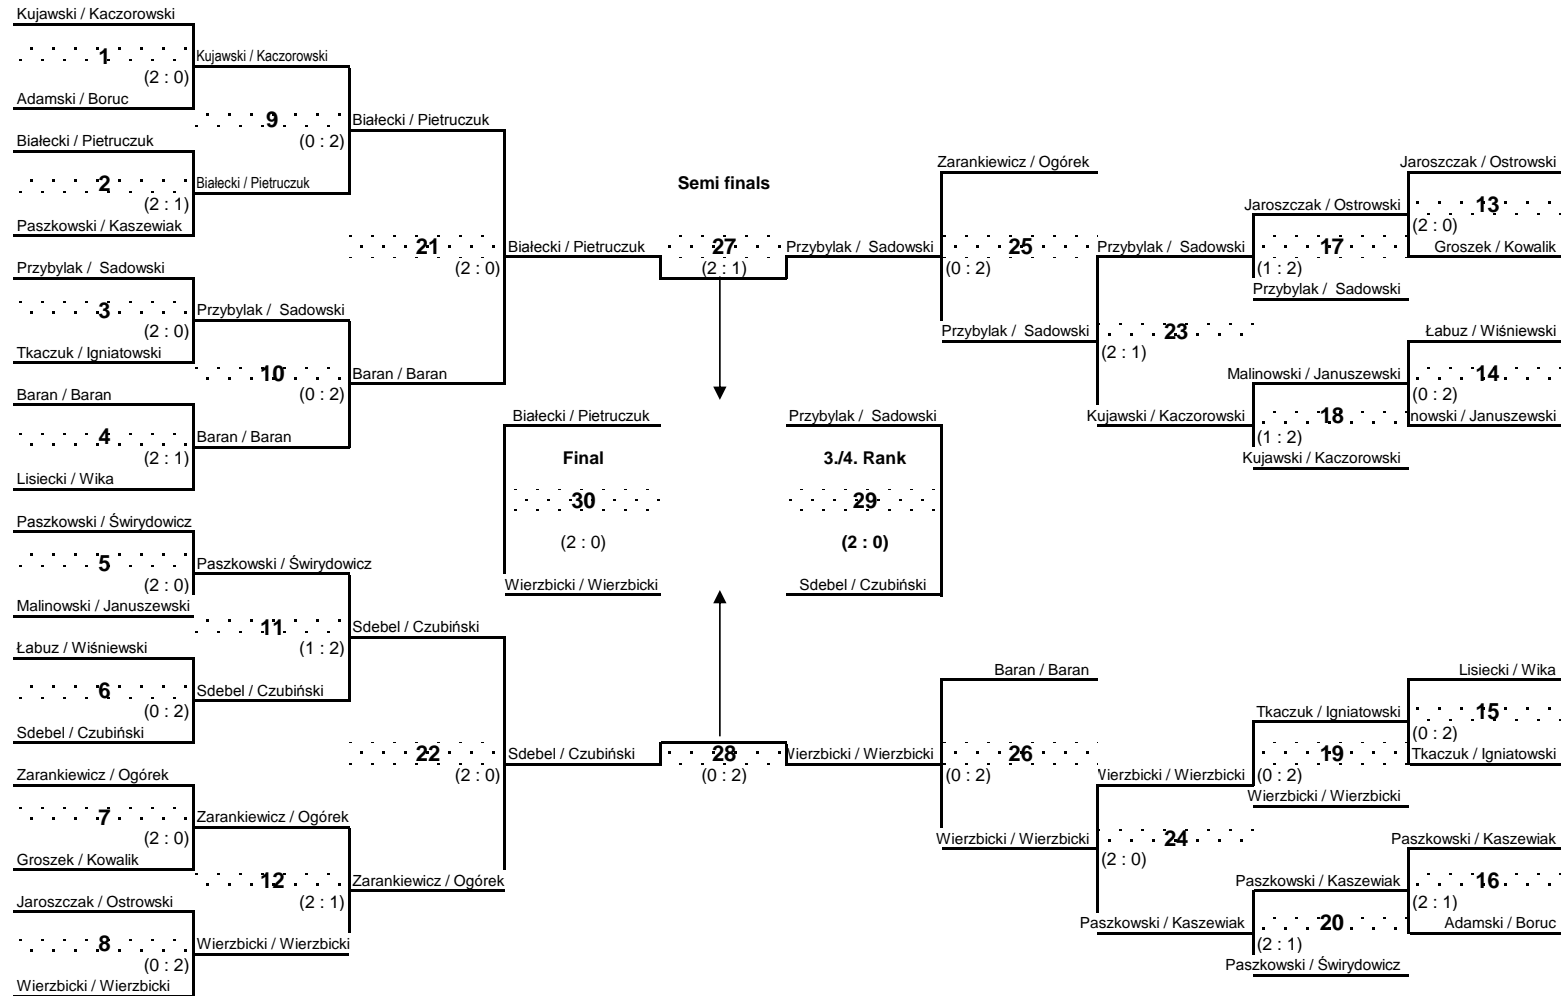 Kujawski / Kaczorowski
1
Kujawski / Kaczorowski
(2 : 0)
Adamski / Boruc
9
Białecki / Pietruczuk
(0 : 2)
Białecki / Pietruczuk
2
Białecki / Pietruczuk
(2 : 1)
Paszkowski / Kaszewiak
21
Białecki / Pietruczuk
(2 : 0)
Przybylak / Sadowski
3
Przybylak / Sadowski
(2 : 0)
Tkaczuk / Igniatowski
10
Baran / Baran
(0 : 2)
Baran / Baran
4
Baran / Baran
(2 : 1)
Lisiecki / Wika
Paszkowski / Świrydowicz
5
Paszkowski / Świrydowicz
(2 : 0)
Malinowski / Januszewski
11
Sdebel / Czubiński
(1 : 2)
Łabuz / Wiśniewski
6
Sdebel / Czubiński
(0 : 2)
Sdebel / Czubiński
22
Sdebel / Czubiński
(2 : 0)
Zarankiewicz / Ogórek
7
Zarankiewicz / Ogórek
(2 : 0)
Groszek / Kowalik
12
Zarankiewicz / Ogórek
(2 : 1)
Jaroszczak / Ostrowski
8
Wierzbicki / Wierzbicki
(0 : 2)
Wierzbicki / Wierzbicki
Semi finals
27
(2 : 1)
Przybylak / Sadowski
Białecki / Pietruczuk
Final
30
(2 : 0)
Wierzbicki / Wierzbicki
Przybylak / Sadowski
3./4. Rank
29
(2 : 0)
Sdebel / Czubiński
28
(0 : 2)
Wierzbicki / Wierzbicki
Zarankiewicz / Ogórek
25
(0 : 2)
Przybylak / Sadowski
Przybylak / Sadowski
23
(2 : 1)
Kujawski / Kaczorowski
Jaroszczak / Ostrowski
17
(1 : 2)
Przybylak / Sadowski
Jaroszczak / Ostrowski
13
(2 : 0)
Groszek / Kowalik
Malinowski / Januszewski
18
(1 : 2)
Kujawski / Kaczorowski
Łabuz / Wiśniewski
14
(0 : 2)
nowski / Januszewski
Baran / Baran
26
(0 : 2)
Wierzbicki / Wierzbicki
Wierzbicki / Wierzbicki
24
(2 : 0)
Paszkowski / Kaszewiak
Tkaczuk / Igniatowski
19
(0 : 2)
Wierzbicki / Wierzbicki
Lisiecki / Wika
15
(0 : 2)
Tkaczuk / Igniatowski
Paszkowski / Kaszewiak
20
(2 : 1)
Paszkowski / Świrydowicz
Paszkowski / Kaszewiak
16
(2 : 1)
Adamski / Boruc